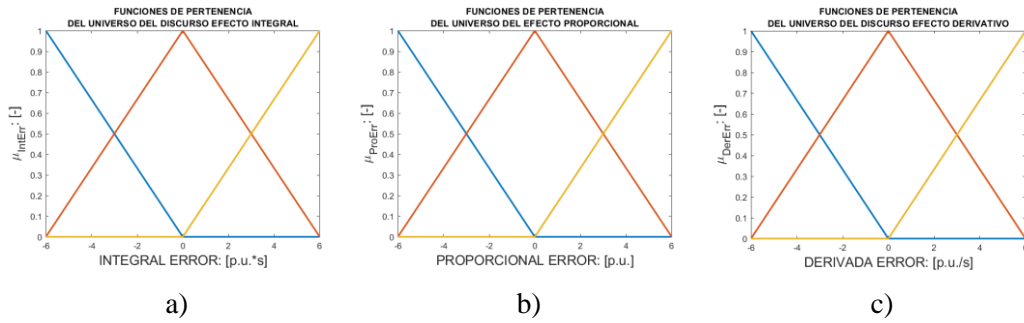 FUNCIONES DE PERTENENCIA
DEL UNIVERSO DEL DISCURSO EFECTO INTEGRAL
1
0.9
0.8
0.7
0.6
0.5
0.4
0.3
0.2
0.1
0
μIntErr: [-]
-6 -4 -2 0 2 4 6
INTEGRAL ERROR: [p.u.*s]
a)
FUNCIONES DE PERTENENCIA
DEL UNIVERSO DEL EFECTO PROPORCIONAL
1
0.9
0.8
0.7
0.6
0.5
0.4
0.3
0.2
0.1
0
μProErr: [-]
-6 -4 -2 0 2 4 6
PROPORCIONAL ERROR: [p.u.]
b)
FUNCIONES DE PERTENENCIA
DEL UNIVERSO DEL DISCURSO EFECTO DERIVATIVO
1
0.9
0.8
0.7
0.6
0.5
0.4
0.3
0.2
0.1
0
μDerErr: [-]
-6 -4 -2 0 2 4 6
DERIVADA ERROR: [p.u./s]
c)